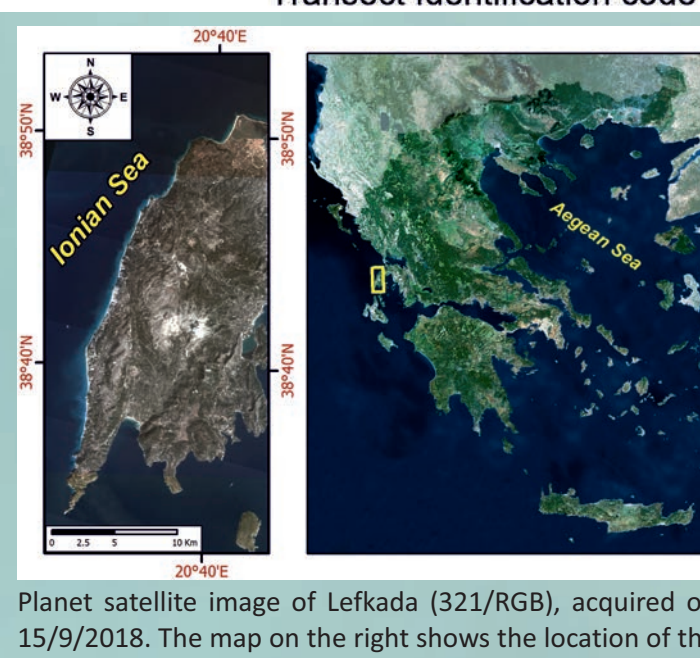 20°40'E
N
W E
S
38°50'N
38°50'N
Ionian Sea
Aegean Sea
38°40'N
38°40'N
0 2.5 5 10 Km
20°40'E
Planet satellite image of Lefkada (321/RGB), acquired
15/9/2018. The map on the right shows the location of